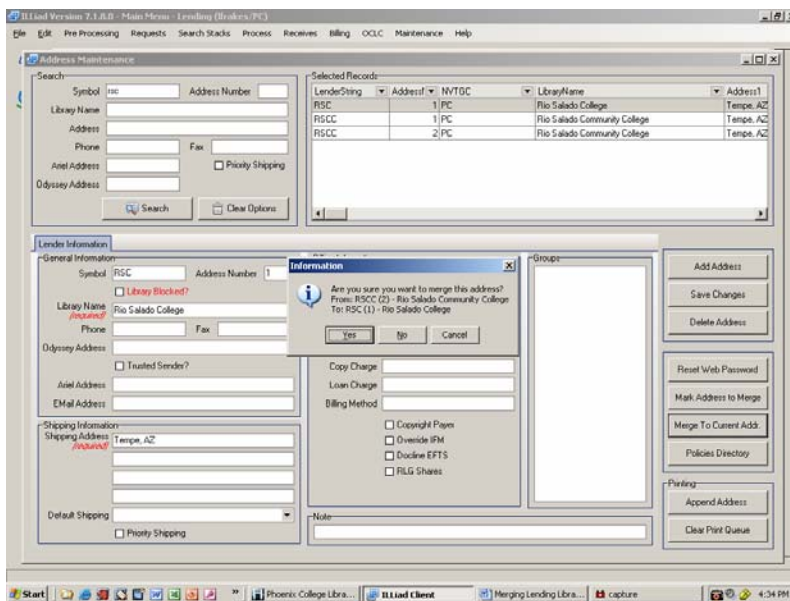 ILLiad Version 7.1.8.0 - Main Menu - Lending (Ibrakes/PC)
File Edit Pre Processing Requests Search Stacks Process Receives Billing OCLC Maintenance Help
Address Maintenance
Search
Symbol rsc Address Number
Library Name
Address
Phone Fax
Ariel Address Priority Shipping
Odyssey Address
Search Clear Options
Selected Records
LenderString AddressN NVTGC LibraryName Address1
RSC 1 PC Rio Salado College Tempe, AZ
RSCC 1 PC Rio Salado Community College Tempe, AZ
RSCC 2 PC Rio Salado Community College Tempe, AZ
Lender Information
General Information
Symbol RSC Address Number 1
Library Blocked?
Library Name Rio Salado College
(required)
Phone Fax
Odyssey Address
Trusted Sender?
Ariel Address
EMail Address
Shipping Information
Shipping Address Tempe, AZ
(required)
Default Shipping
Priority Shipping
Information
Are you sure you want to merge this address?
From: RSCC (2) - Rio Salado Community College
To: RSC (1) - Rio Salado College
Yes No Cancel
Copy Charge
Loan Charge
Billing Method
Copyright Payer
Override IFM
Docline EFTS
RLG Shares
Note
Groups
Add Address
Save Changes
Delete Address
Reset Web Password
Mark Address to Merge
Merge To Current Addr.
Policies Directory
Printing
Append Address
Clear Print Queue
Start Phoenix College Libra... ILLiad Client Merging Lending Libra... capture 4:34 PM